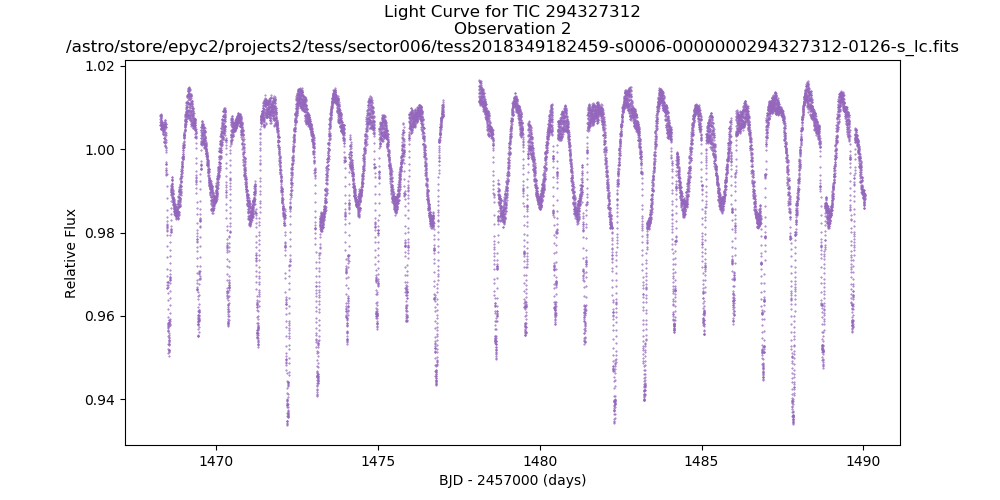 Light Curve for TIC 294327312
Observation 2
/astro/store/epyc2/projects2/tess/sector006/tess2018349182459-s0006-0000000294327312-0126-s_lc.fits
1.02
1.00
0.98
0.96
0.94
Relative Flux
1470
1475
1480
1485
1490
BJD - 2457000 (days)